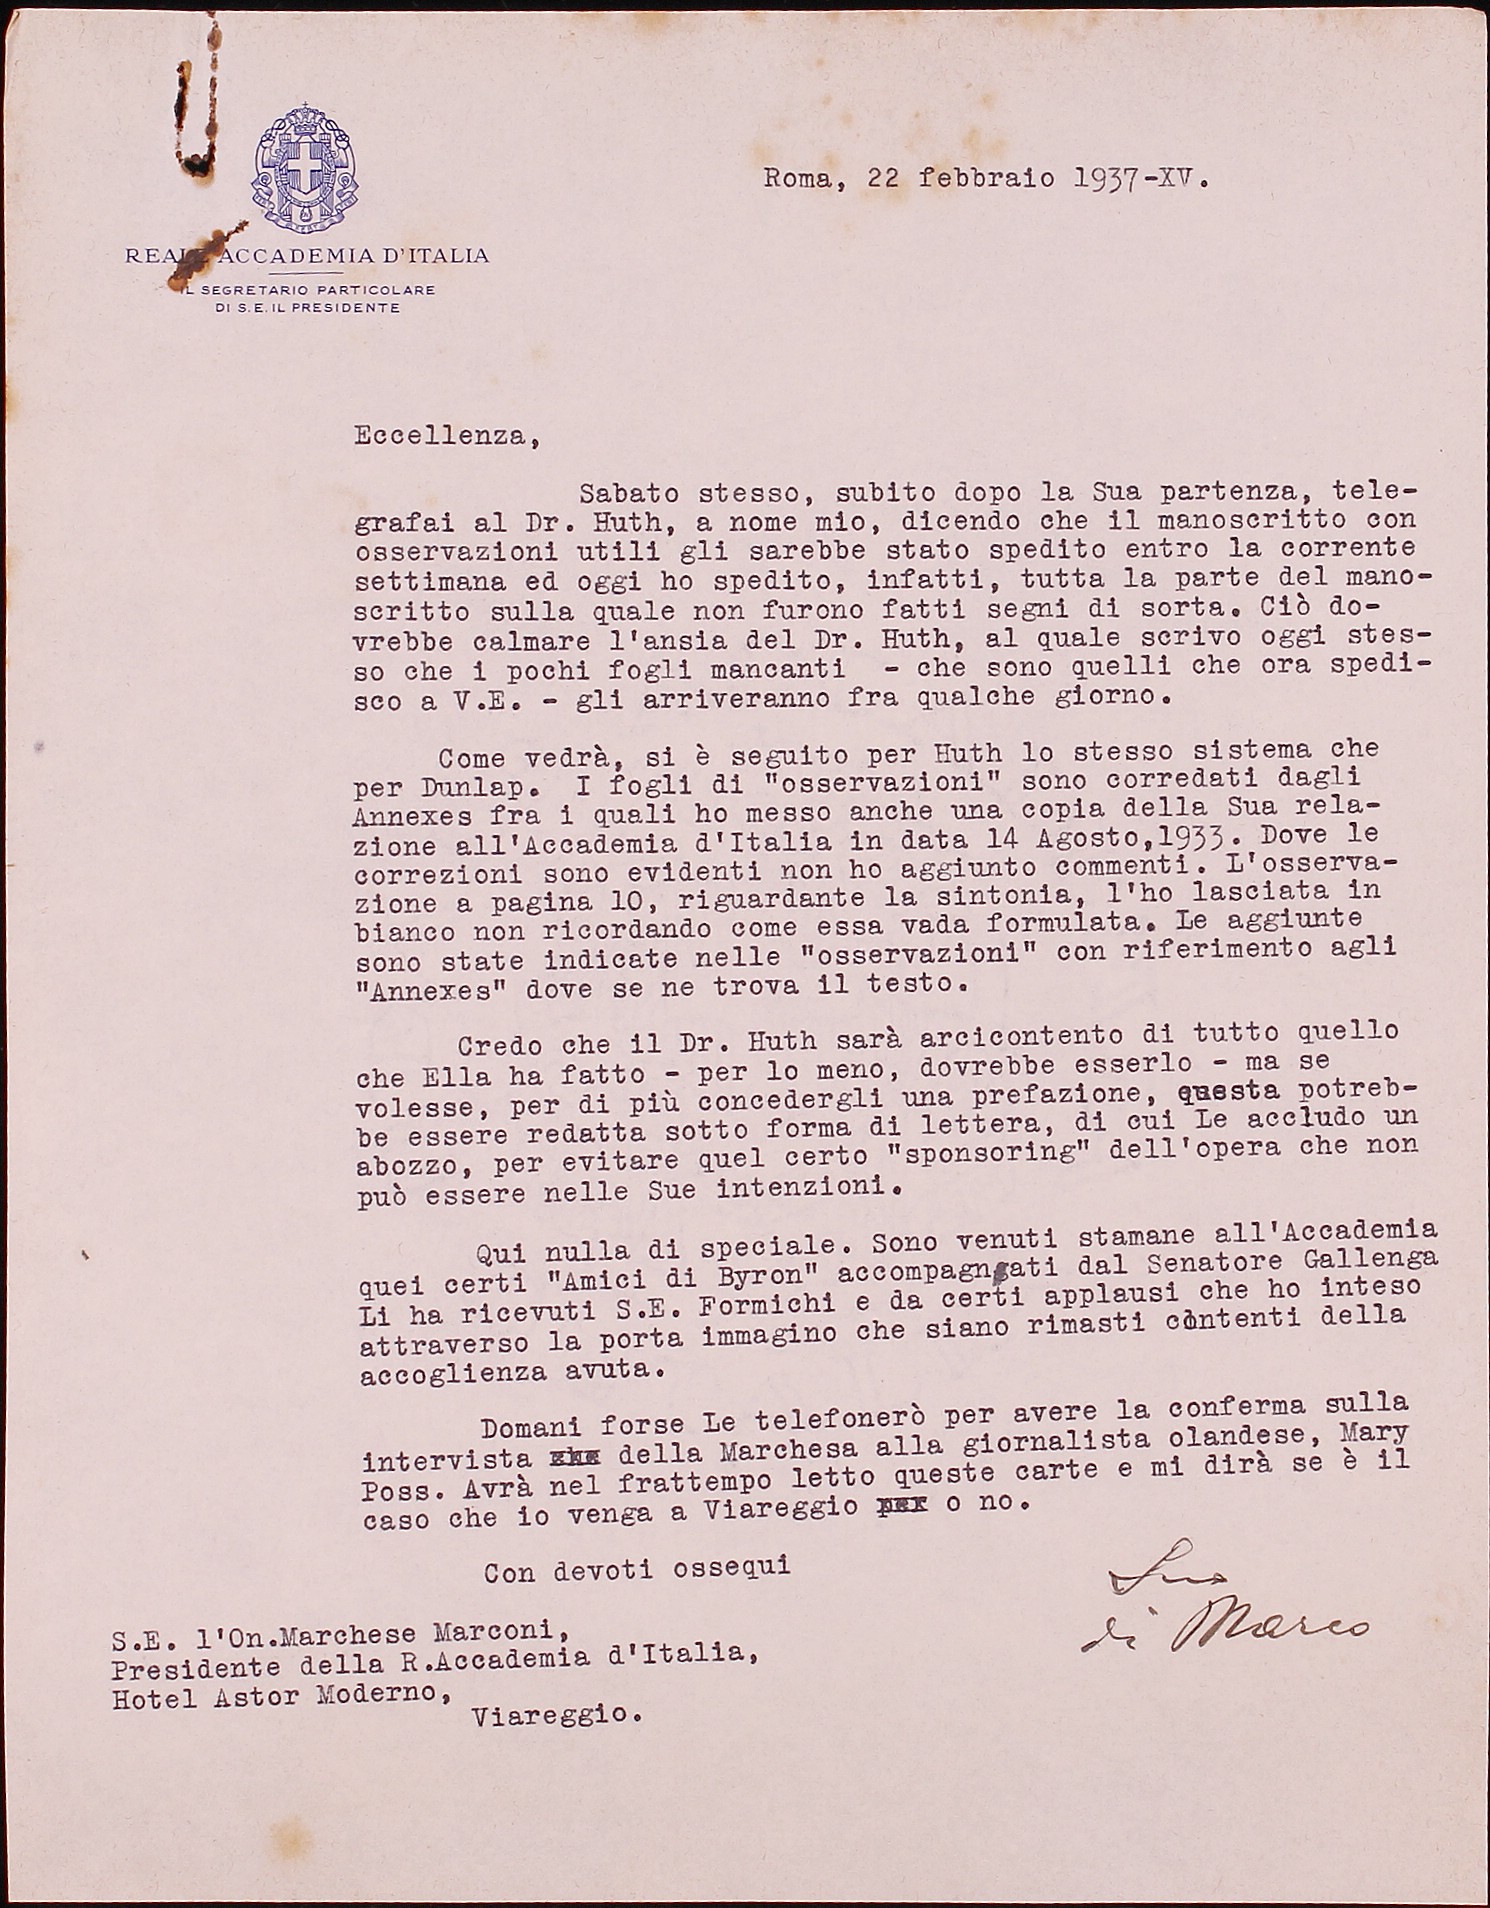 Roma, 22 febbraio 1937-XV.
REALE ACCADEMIA D'ITALIA
IL SEGRETARIO PARTICOLARE
DI S.E. IL PRESIDENTE
Eccellenza,
Sabato stesso, subito dopo la Sua partenza, tele-
grafai al Dr. Huth, a nome mio, dicendo che il manoscritto con
osservazioni utili gli sarebbe stato spedito entro la corrente
settimana ed oggi ho spedito, infatti, tutta la parte del mano-
scritto sulla quale non furono fatti segni di sorta. Ciò do-
vrebbe calmare l'ansia del Dr. Huth, al quale scrivo oggi stes-
so che i pochi fogli mancanti - che sono quelli che ora spedi-
sco a V.E. - gli arriveranno fra qualche giorno.
Come vedrà, si è seguito per Huth lo stesso sistema che
per Dunlap. I fogli di "osservazioni" sono corredati dagli
Annexes fra i quali ho messo anche una copia della Sua rela-
zione all'Accademia d'Italia in data 14 Agosto,1933. Dove le
correzioni sono evidenti non ho aggiunto commenti. L'osserva-
zione a pagina 10, riguardante la sintonia, l'ho lasciata in
bianco non ricordando come essa vada formulata. Le aggiunte
sono state indicate nelle "osservazioni" con riferimento agli
"Annexes" dove se ne trova il testo.
Credo che il Dr. Huth sarà arcicontento di tutto quello
che Ella ha fatto - per lo meno, dovrebbe esserlo - ma se
volesse, per di più concedergli una prefazione, questa potreb-
be essere redatta sotto forma di lettera, di cui Le accludo un
abozzo, per evitare quel certo "sponsoring" dell'opera che non
può essere nelle Sue intenzioni.
Qui nulla di speciale. Sono venuti stamane all'Accademia
quei certi "Amici di Byron" accompagnati dal Senatore Gallenga
Li ha ricevuti S.E. Formichi e da certi applausi che ho inteso
attraverso la porta immagino che siano rimasti contenti della
accoglienza avuta.
Domani forse Le telefonerò per avere la conferma sulla
intervista della Marchesa alla giornalista olandese, Mary
Poss. Avrà nel frattempo letto queste carte e mi dirà se è il
caso che io venga a Viareggio o no.
Con devoti ossequi
Suo
di Marco
S.E. l'On.Marchese Marconi,
Presidente della R.Accademia d'Italia,
Hotel Astor Moderno,
Viareggio.